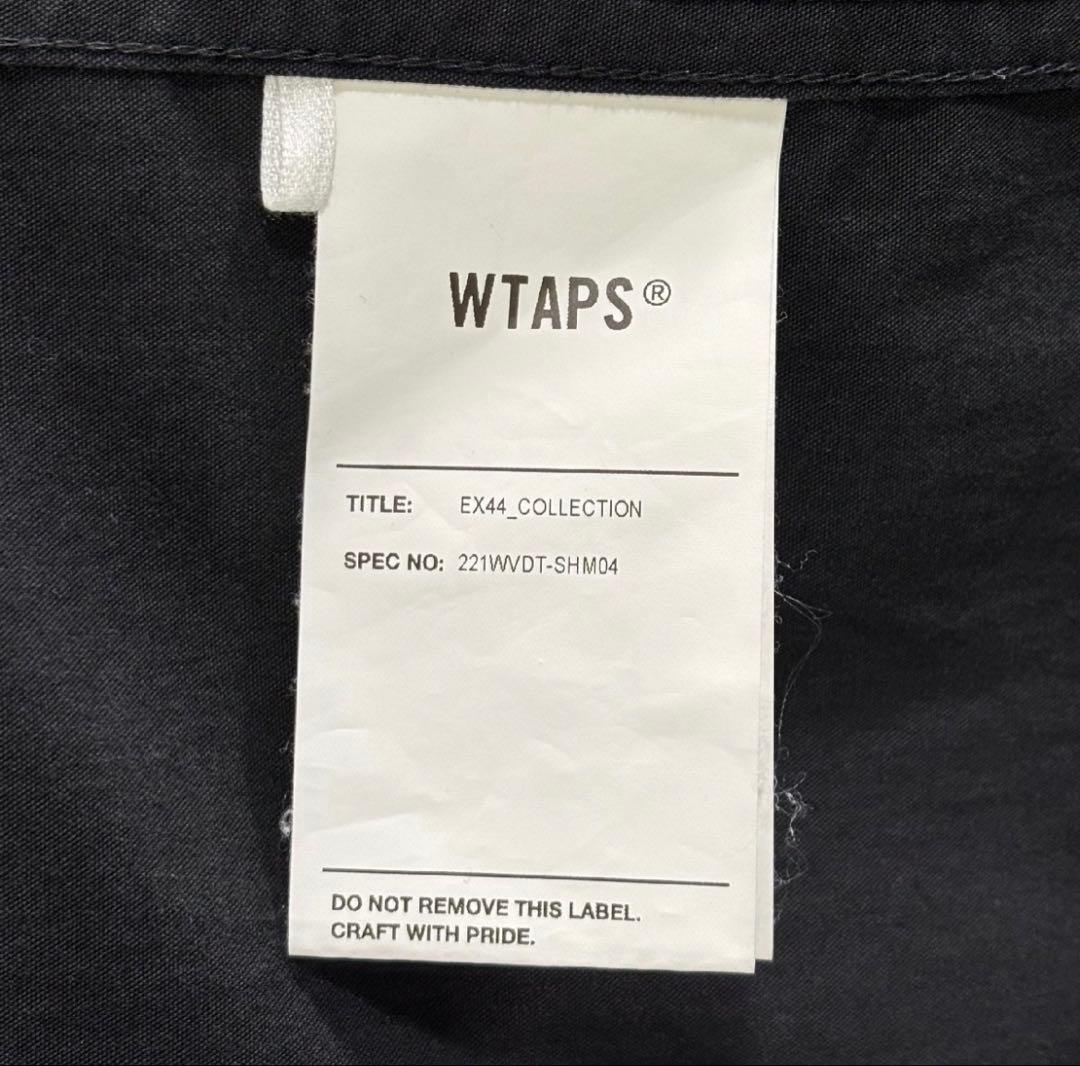 WTAPS®
TITLE: EX44_COLLECTION
SPEC NO: 221WVDT-SHM04
DO NOT REMOVE THIS LABEL.
CRAFT WITH PRIDE.